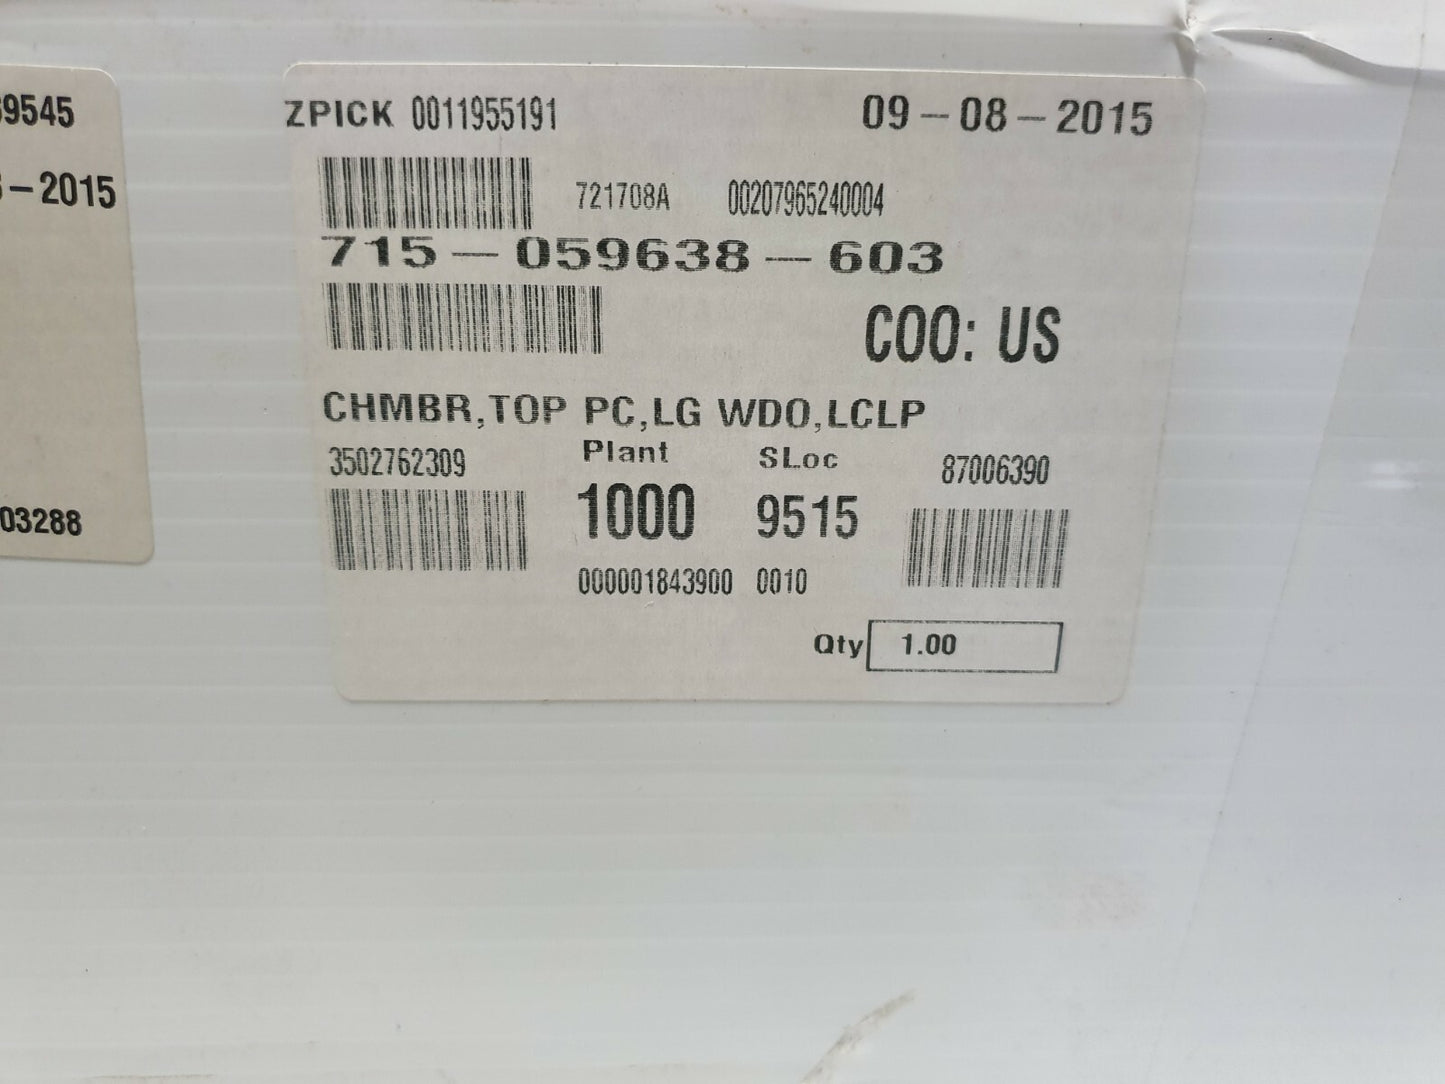 9545
-2015
03288
ZPICK 0011955191 09-08-2015
721708A 00207965240004
715-059638-603
COO: US
CHMBR,TOP PC,LG WDO,LCLP
3502762309 Plant SLoc 87006390
1000 9515
000001843900 0010
Qty 1.00